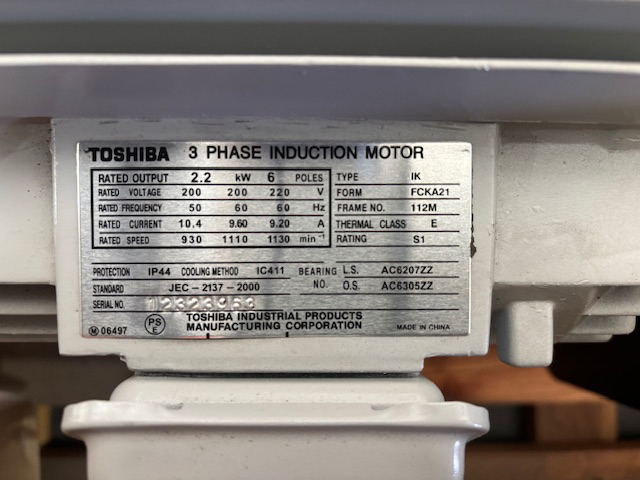 TOSHIBA 3 PHASE INDUCTION MOTOR
RATED OUTPUT 2.2 kW 6 POLES TYPE IK
RATED VOLTAGE 200 200 220 V FORM FCKA21
RATED FREQUENCY 50 60 60 Hz FRAME NO. 112M
RATED CURRENT 10.4 9.60 9.20 A THERMAL CLASS E
RATED SPEED 930 1110 1130 min⁻¹ RATING S1
PROTECTION IP44 COOLING METHOD IC411 BEARING L.S. AC6207ZZ
STANDARD JEC-2137-2000 NO. O.S. AC6305ZZ
SERIAL NO. 12323953
Ⓜ 06497 PS E TOSHIBA INDUSTRIAL PRODUCTS
MANUFACTURING CORPORATION MADE IN CHINA